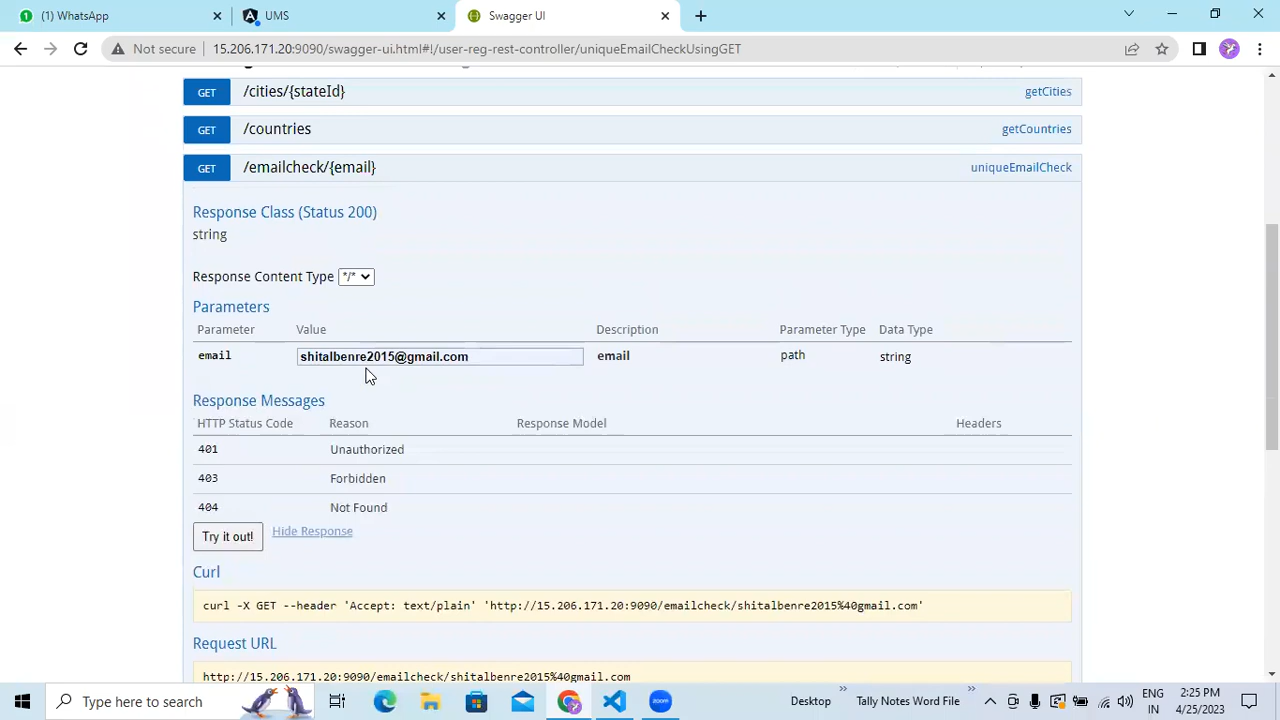 (1) WhatsApp
UMS
Swagger UI
Not secure
15.206.171.20:9090/swagger-ui.html#!/user-reg-rest-controller/uniqueEmailCheckUsingGET
GET /cities/{stateId} getCities
GET /countries getCountries
GET /emailcheck/{email} uniqueEmailCheck
Response Class (Status 200)
string
Response Content Type */*
Parameters
Parameter Value Description Parameter Type Data Type
email shitalbenre2015@gmail.com email path string
Response Messages
HTTP Status Code Reason Response Model Headers
401 Unauthorized
403 Forbidden
404 Not Found
Try it out! Hide Response
Curl
curl -X GET --header 'Accept: text/plain' 'http://15.206.171.20:9090/emailcheck/shitalbenre2015%40gmail.com'
Request URL
http://15.206.171.20:9090/emailcheck/shitalbenre2015%40gmail.com
Type here to search
zoom
Desktop
Tally Notes Word File
ENG
IN
2:25 PM
4/25/2023